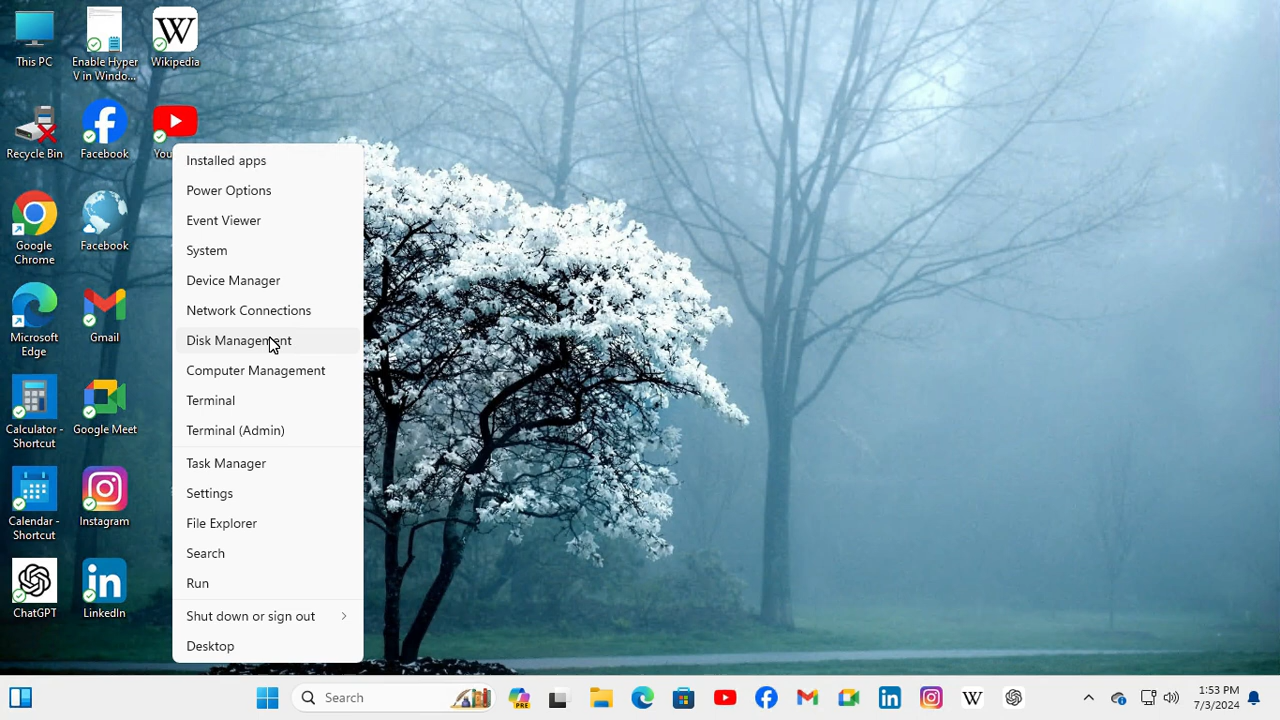 This PC
Enable Hyper
V in Windo...
Wikipedia
Recycle Bin
Facebook
Google
Chrome
Facebook
Microsoft
Edge
Gmail
Calculator -
Shortcut
Google Meet
Calendar -
Shortcut
Instagram
ChatGPT
LinkedIn
Installed apps
Power Options
Event Viewer
System
Device Manager
Network Connections
Disk Management
Computer Management
Terminal
Terminal (Admin)
Task Manager
Settings
File Explorer
Search
Run
Shut down or sign out
Desktop
Search
PRE
1:53 PM
7/3/2024